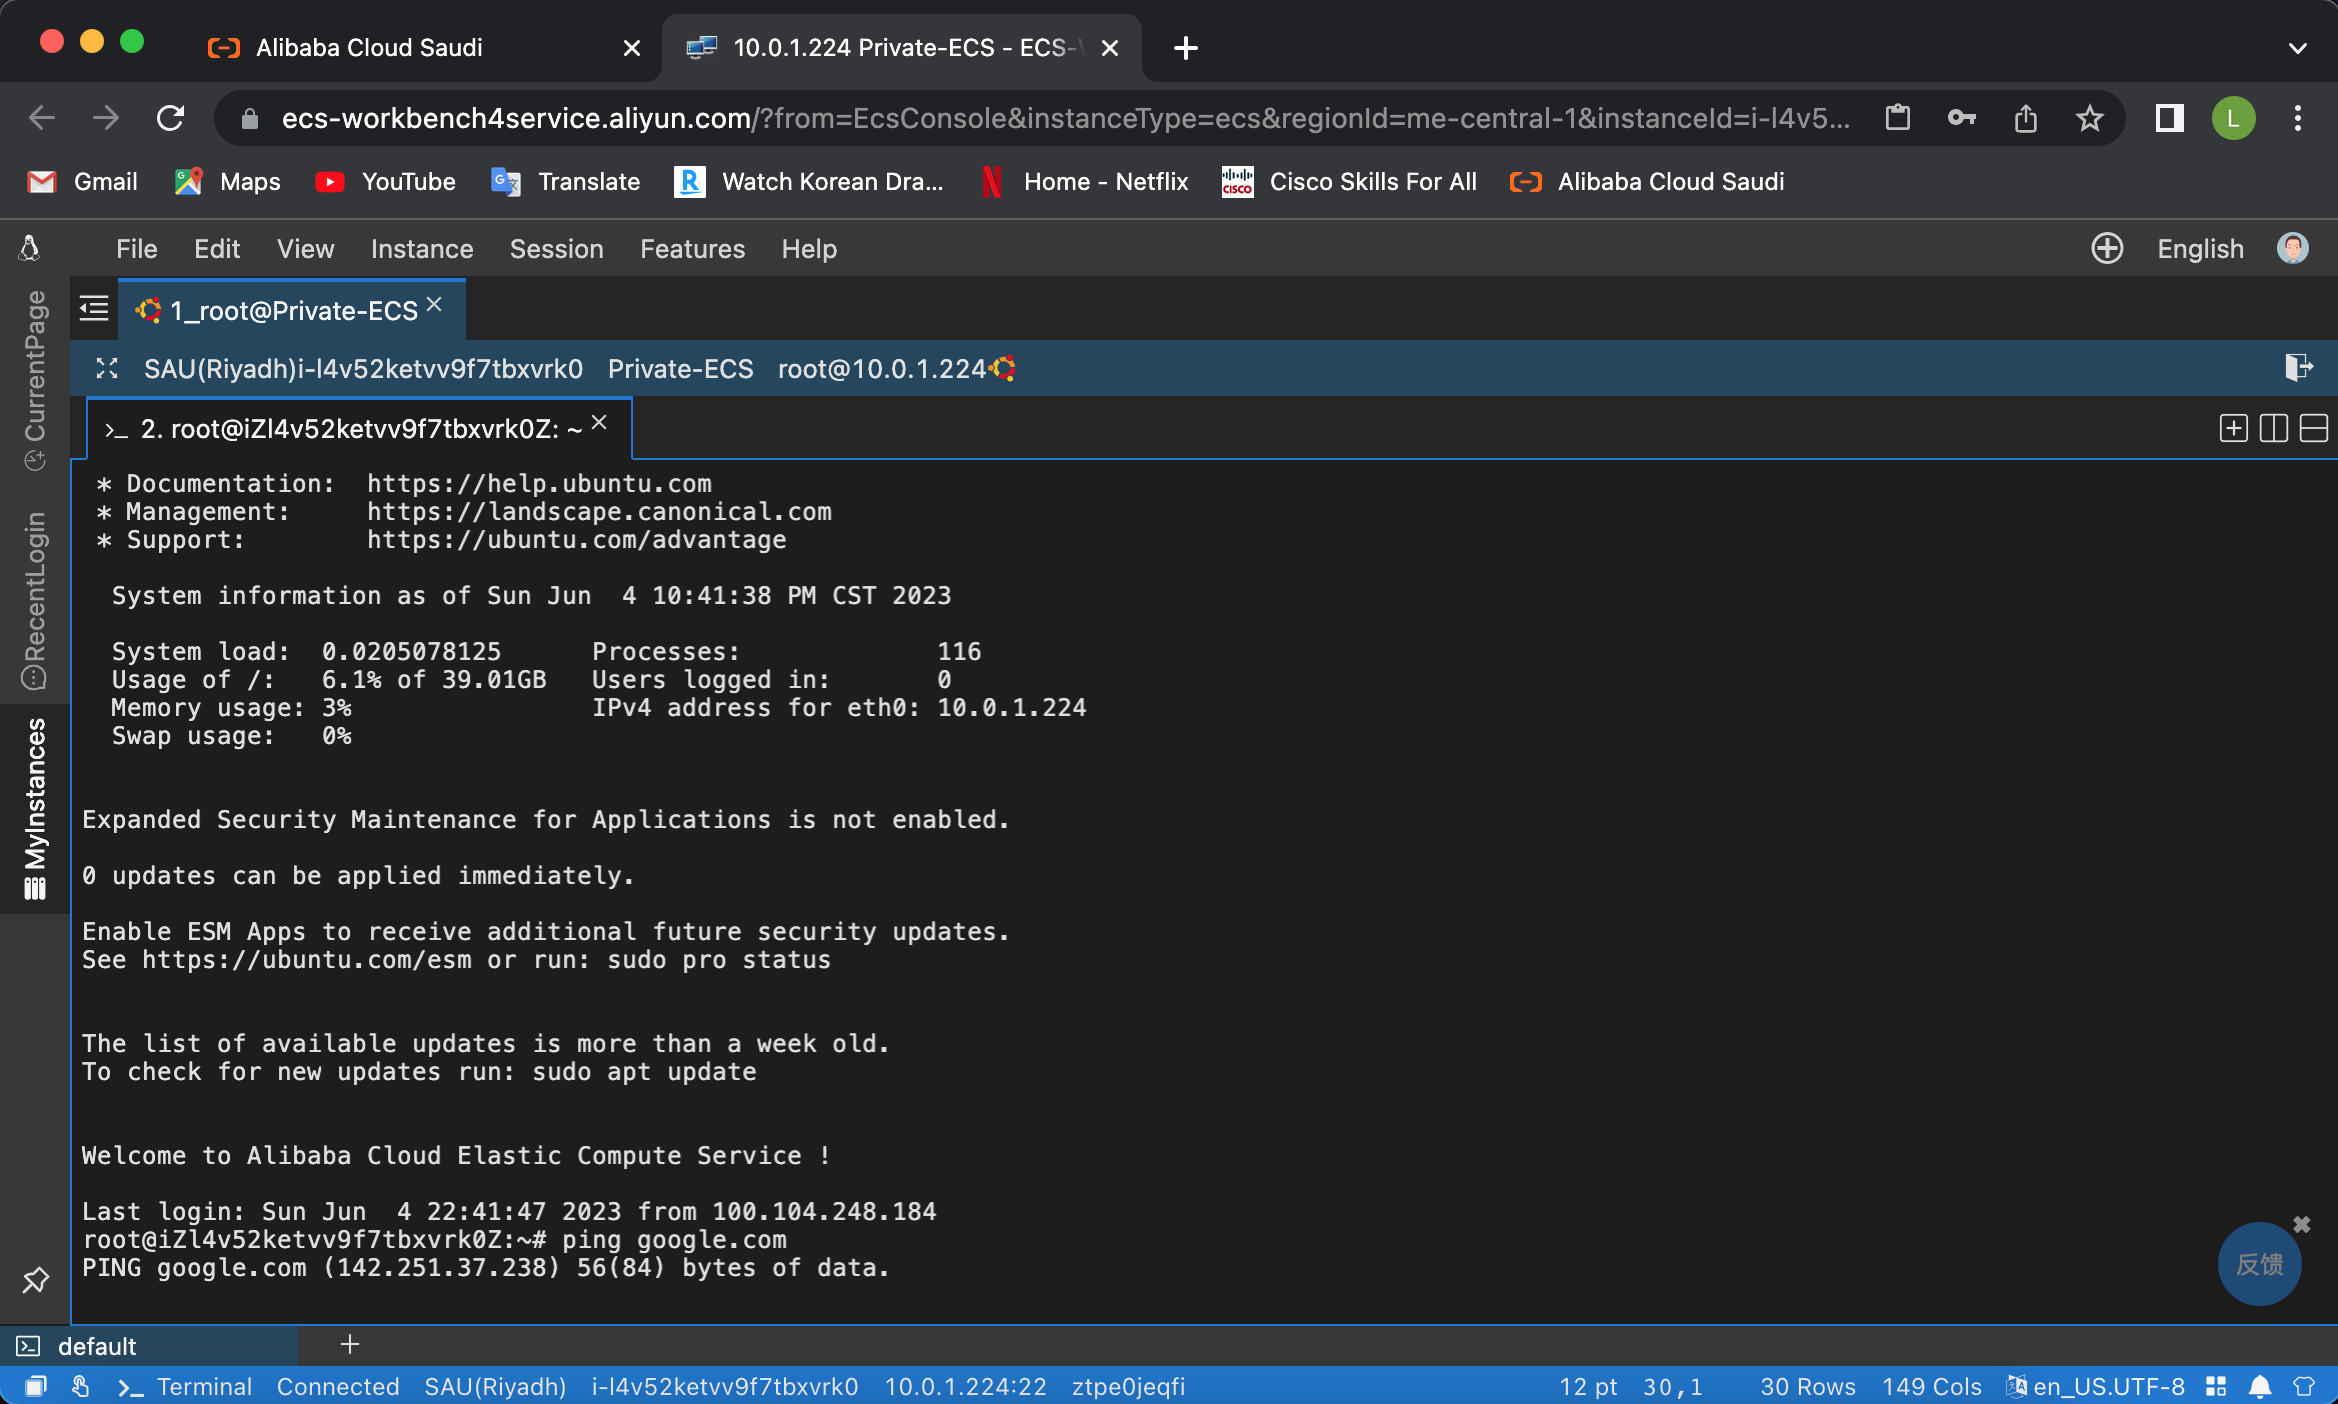 Alibaba Cloud Saudi
10.0.1.224 Private-ECS - ECS-
ecs-workbench4service.aliyun.com/?from=EcsConsole&instanceType=ecs&regionId=me-central-1&instanceId=i-l4v5...
L
Gmail Maps YouTube Translate Watch Korean Dra... Home - Netflix Cisco Skills For All Alibaba Cloud Saudi
File Edit View Instance Session Features Help English
CurrentPage
RecentLogin
MyInstances
1_root@Private-ECS
SAU(Riyadh)i-l4v52ketvv9f7tbxvrk0 Private-ECS root@10.0.1.224
>_ 2. root@iZl4v52ketvv9f7tbxvrk0Z: ~
* Documentation: https://help.ubuntu.com
* Management: https://landscape.canonical.com
* Support: https://ubuntu.com/advantage
System information as of Sun Jun 4 10:41:38 PM CST 2023
System load: 0.0205078125 Processes: 116
Usage of /: 6.1% of 39.01GB Users logged in: 0
Memory usage: 3% IPv4 address for eth0: 10.0.1.224
Swap usage: 0%
Expanded Security Maintenance for Applications is not enabled.
0 updates can be applied immediately.
Enable ESM Apps to receive additional future security updates.
See https://ubuntu.com/esm or run: sudo pro status
The list of available updates is more than a week old.
To check for new updates run: sudo apt update
Welcome to Alibaba Cloud Elastic Compute Service !
Last login: Sun Jun 4 22:41:47 2023 from 100.104.248.184
root@iZl4v52ketvv9f7tbxvrk0Z:~# ping google.com
PING google.com (142.251.37.238) 56(84) bytes of data.
反馈
default
Terminal Connected SAU(Riyadh) i-l4v52ketvv9f7tbxvrk0 10.0.1.224:22 ztpe0jeqfi 12 pt 30,1 30 Rows 149 Cols en_US.UTF-8